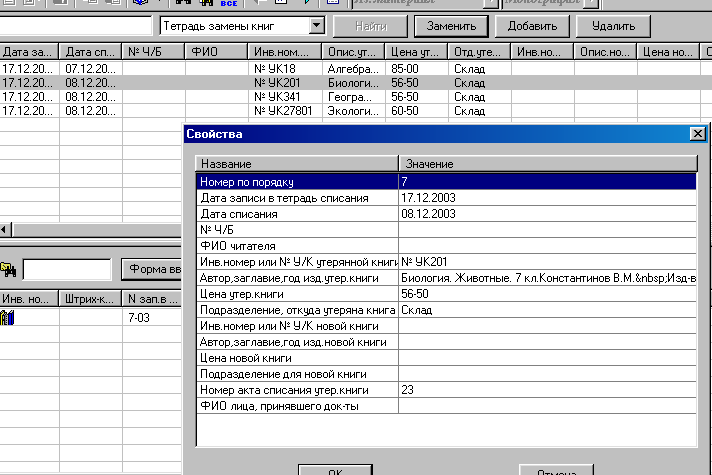 ВСЕ
Тетрадь замены книг Найти Заменить Добавить Удалить
Дата за... Дата сп... № Ч/Б ФИО Инв.ном.... Опис.ут... Цена ут... Отд.уте... Инв.но... Опис.но... Цена но...
17.12.20... 07.12.20... № УК18 Алгебра... 85-00 Склад
17.12.20... 08.12.20... № УК201 Биологи... 56-50 Склад
17.12.20... 08.12.20... № УК341 Геогра... 56-50 Склад
17.12.20... 08.12.20... № УК27801 Экологи... 60-50 Склад
Свойства
Название Значение
Номер по порядку 7
Дата записи в тетрадь списания 17.12.2003
Дата списания 08.12.2003
№ Ч/Б
ФИО читателя
Инв.номер или № У/К утерянной книги № УК201
Автор,заглавие,год изд.утер.книги Биология. Животные. 7 кл.Константинов В.М.&nbsp;Изд-в
Цена утер.книги 56-50
Подразделение, откуда утеряна книга Склад
Инв.номер или № У/К новой книги
Автор,заглавие,год изд.новой книги
Цена новой книги
Подразделение для новой книги
Номер акта списания утер.книги 23
ФИО лица, принявшего док-ты
OK Отмена
Форма вв
Инв. но... Штрих-к... N зап.в ...
7-03